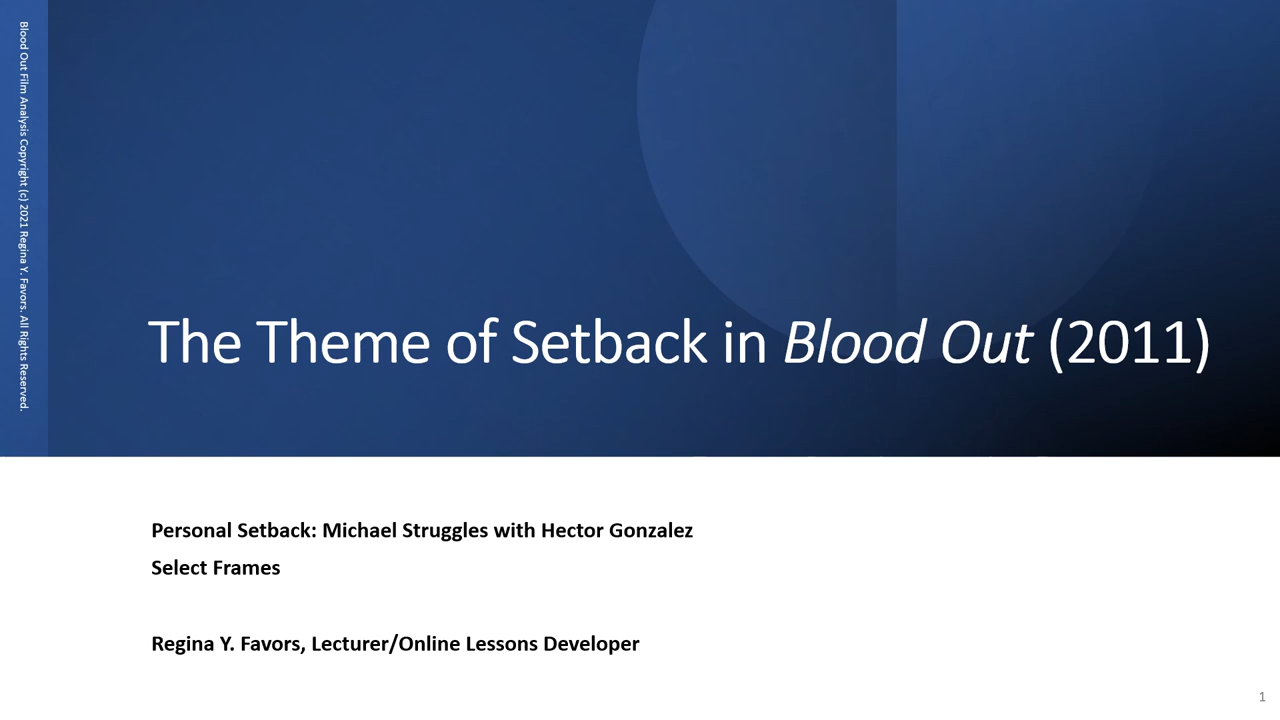 Blood Out Film Analysis Copyright (c) 2021 Regina Y. Favors. All Rights Reserved.
The Theme of Setback in Blood Out (2011)
Personal Setback: Michael Struggles with Hector Gonzalez
Select Frames
Regina Y. Favors, Lecturer/Online Lessons Developer
1